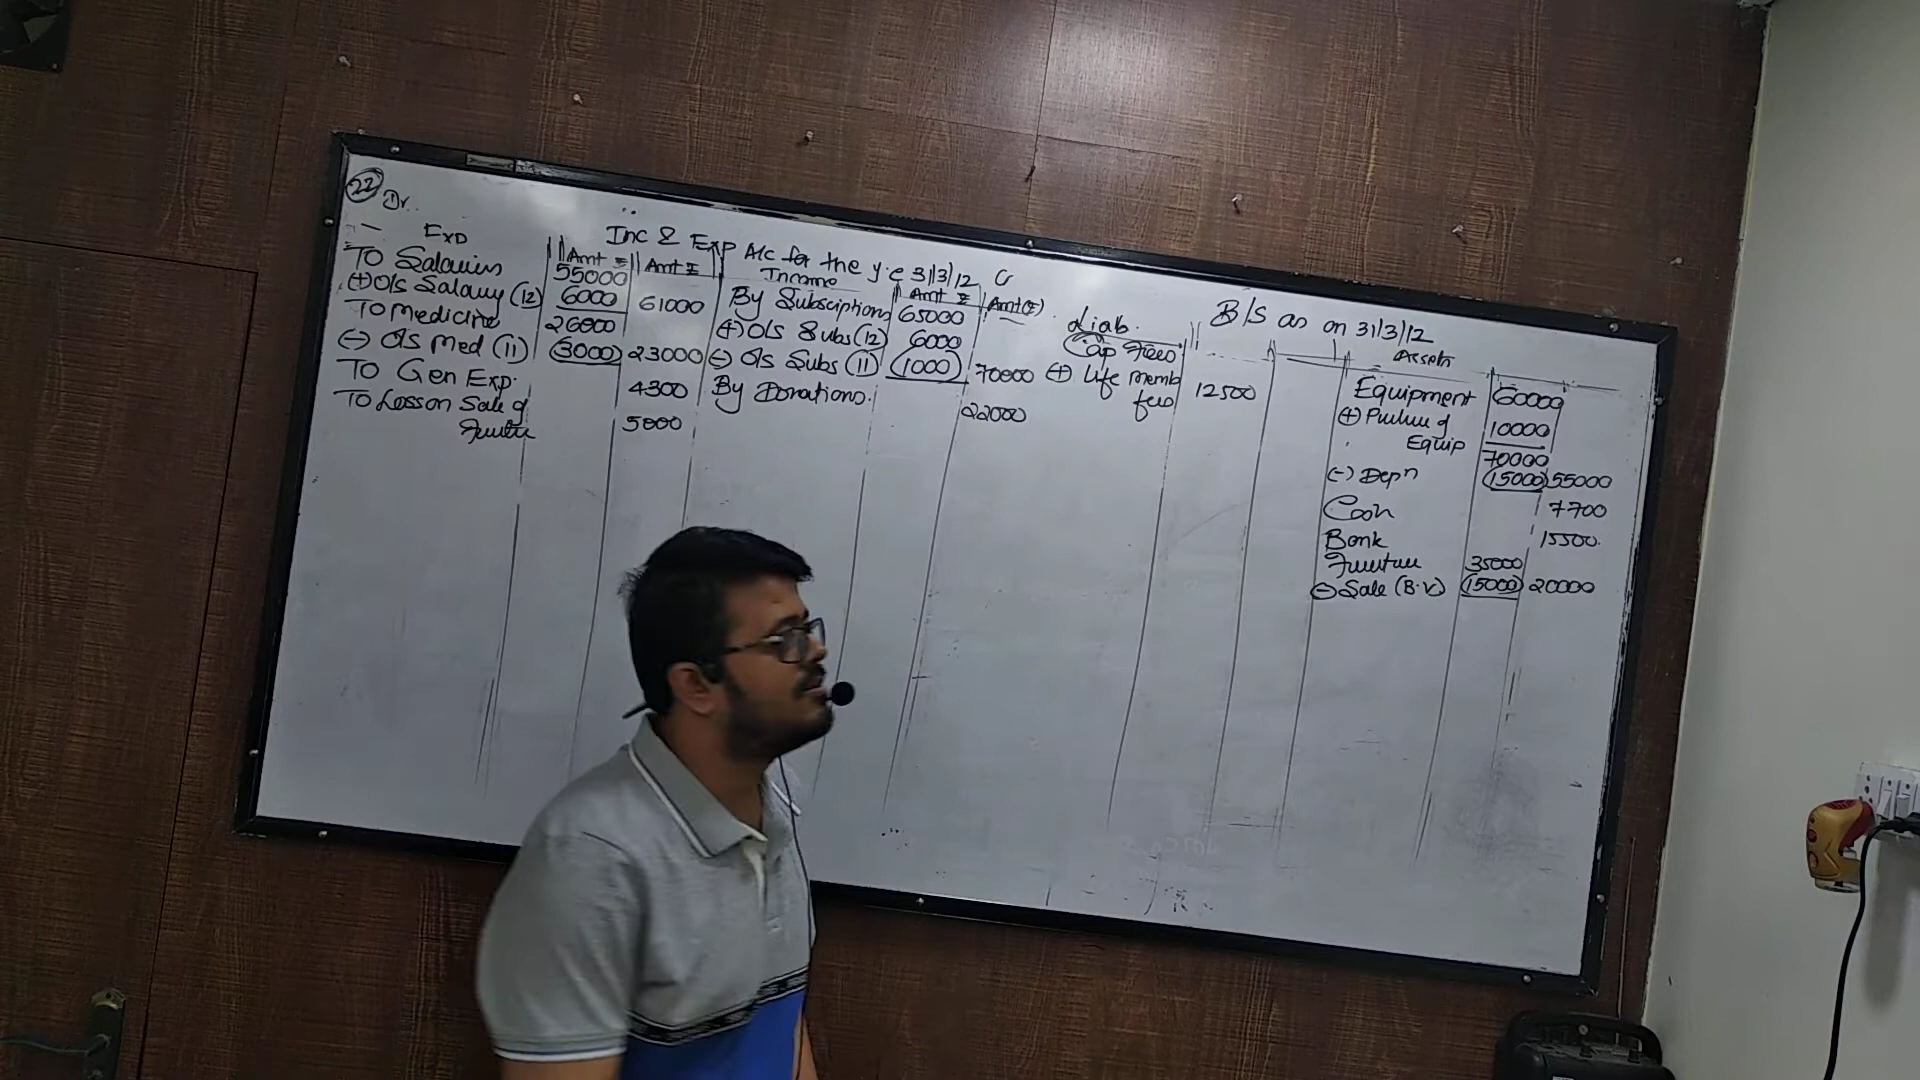 22
Dr.
Inc & Exp A/c for the y.e 31/3/12 Cr
Exp Amt ₹ Amt ₹ Income Amt ₹ Amt (₹)
To Salaries 55000
(+) O/s Salary (12) 6000 61000
To Medicine 26000
(-) O/s Med (11) (3000) 23000
To Gen Exp. 4300
To Loss on Sale of
5000
By Subsciptions 65000
(+) O/S Subs (12) 6000
(-) O/s Subs (11) (1000) 70000
By Donations. 22000
B/S as on 31/3/12
Liab. Assets
Cap
(+) Life Memb
fees 12500
Equipment 60000
(+) Purchase of
Equip 10000
70000
(-) Depn (15000) 55000
Cash 7700
Bank 15500.
Furniture 35000
(-) Sale (B.V) (15000) 20000